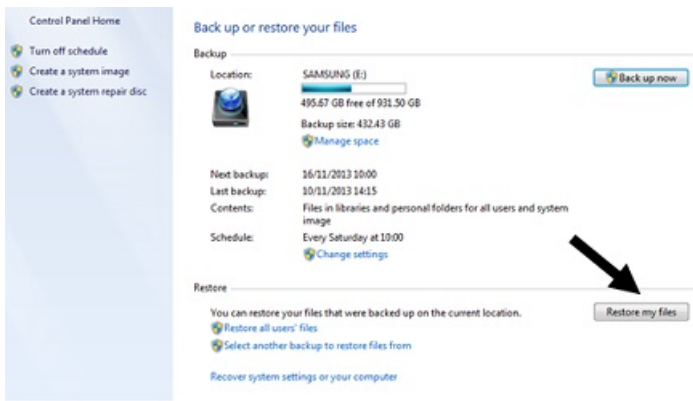 Control Panel Home
Turn off schedule
Create a system image
Create a system repair disc
Back up or restore your files
Backup
Location:
SAMSUNG (E:)
495.67 GB free of 931.50 GB
Backup size: 432.43 GB
Manage space
Back up now
Next backup: 16/11/2013 10:00
Last backup: 10/11/2013 14:15
Contents: Files in libraries and personal folders for all users and system
image
Schedule: Every Saturday at 10:00
Change settings
Restore
You can restore your files that were backed up on the current location.
Restore my files
Restore all users' files
Select another backup to restore files from
Recover system settings or your computer